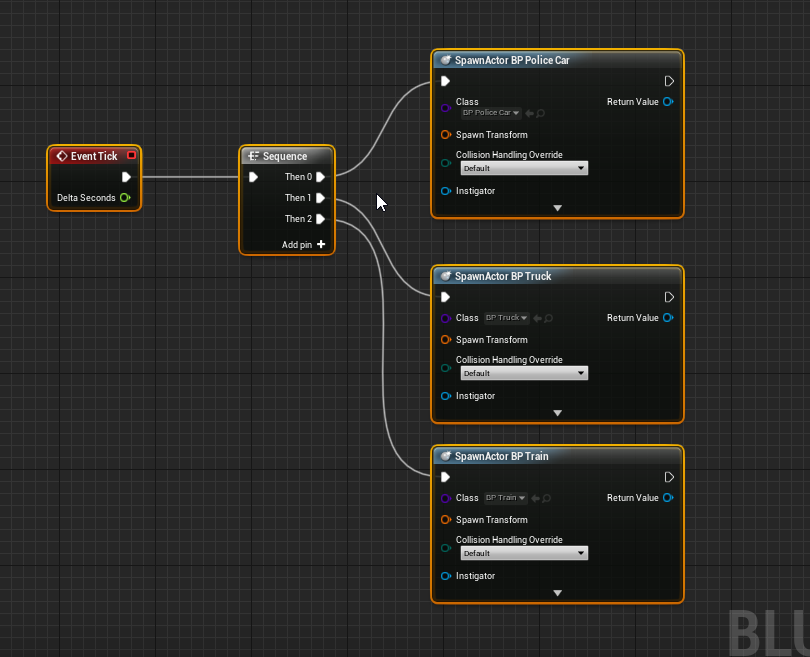 SpawnActor BP Police Car
Class
Return Value
BP Police Car
Spawn Transform
Collision Handling Override
Default
Instigator
Event Tick
Delta Seconds
Sequence
Then 0
Then 1
Then 2
Add pin
SpawnActor BP Truck
Class BP Truck Return Value
Spawn Transform
Collision Handling Override
Default
Instigator
SpawnActor BP Train
Class BP Train Return Value
Spawn Transform
Collision Handling Override
Default
Instigator
BLU